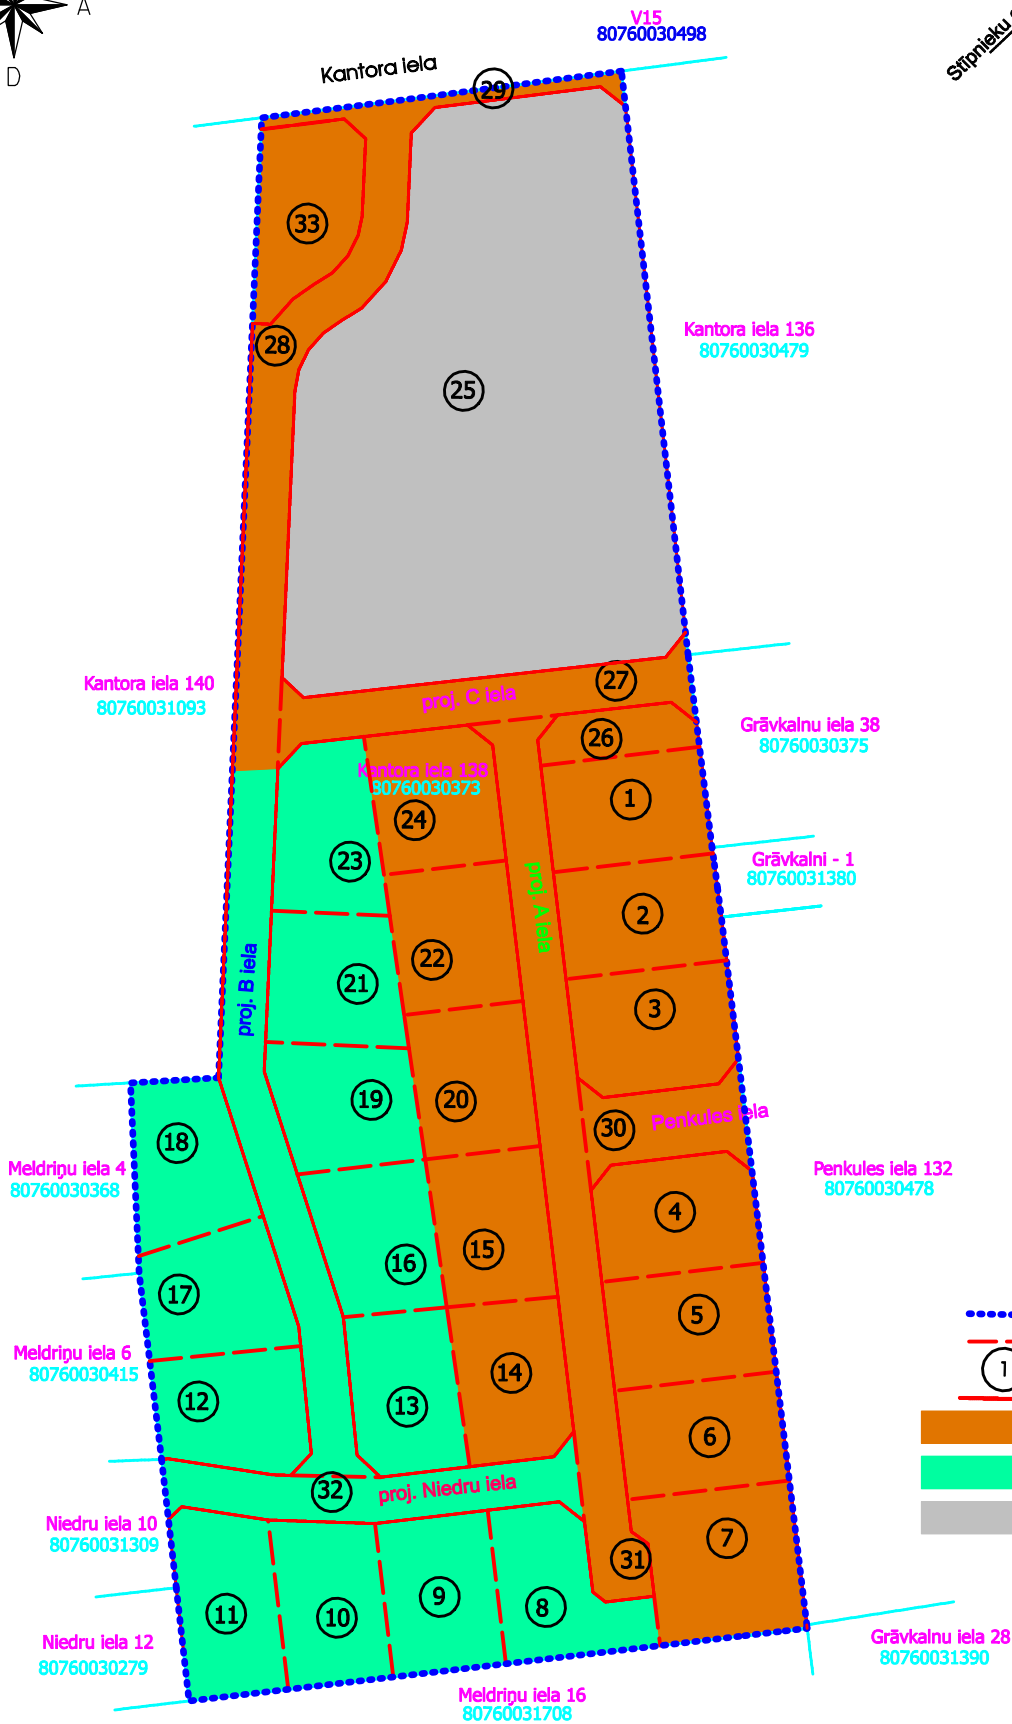 A
D
V15
80760030498
Stīpnieku
Kantora iela
29
33
28
25
Kantora iela 136
80760030479
Kantora iela 140
80760031093
27
proj. C iela
26
Grāvkalnu iela 38
80760030375
Kantora iela 138
80760030373
24
1
23
Grāvkalni - 1
80760031380
proj. A iela
2
22
21
proj. B iela
3
19
20
30
Penkules iela
18
Meldriņu iela 4
80760030368
Penkules iela 132
80760030478
4
15
16
17
5
Meldriņu iela 6
80760030415
14
1
12
13
6
32
proj. Niedru iela
Niedru iela 10
80760031309
7
31
9
8
11
10
Niedru iela 12
80760030279
Grāvkalnu iela 28
80760031390
Meldriņu iela 16
80760031708